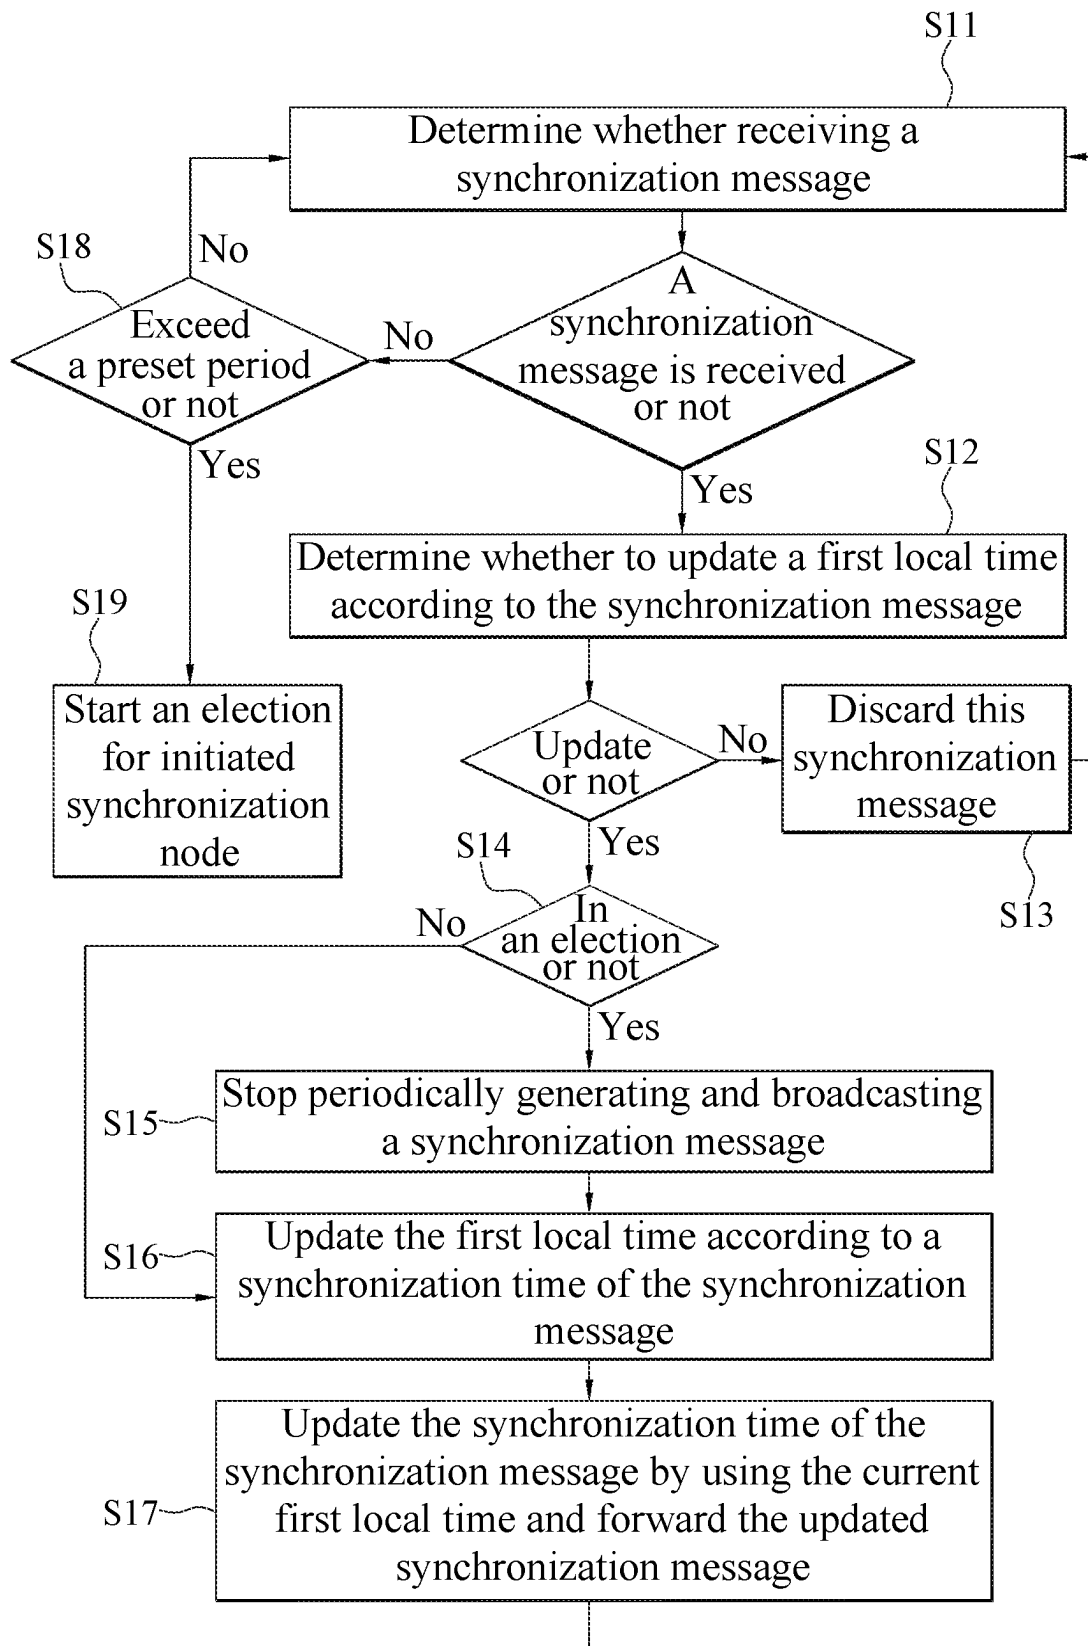 S11
Determine whether receiving a
synchronization message
S18
No
Exceed
a preset period
or not
No
A
synchronization
message is received
or not
Yes
Yes
S12
Determine whether to update a first local time
according to the synchronization message
S19
Start an election
for initiated
synchronization
node
Update
or not
No
Discard this
synchronization
message
S13
Yes
S14
No
In
an election
or not
Yes
S15
Stop periodically generating and broadcasting
a synchronization message
S16
Update the first local time according to a
synchronization time of the synchronization
message
S17
Update the synchronization time of the
synchronization message by using the current
first local time and forward the updated
synchronization message